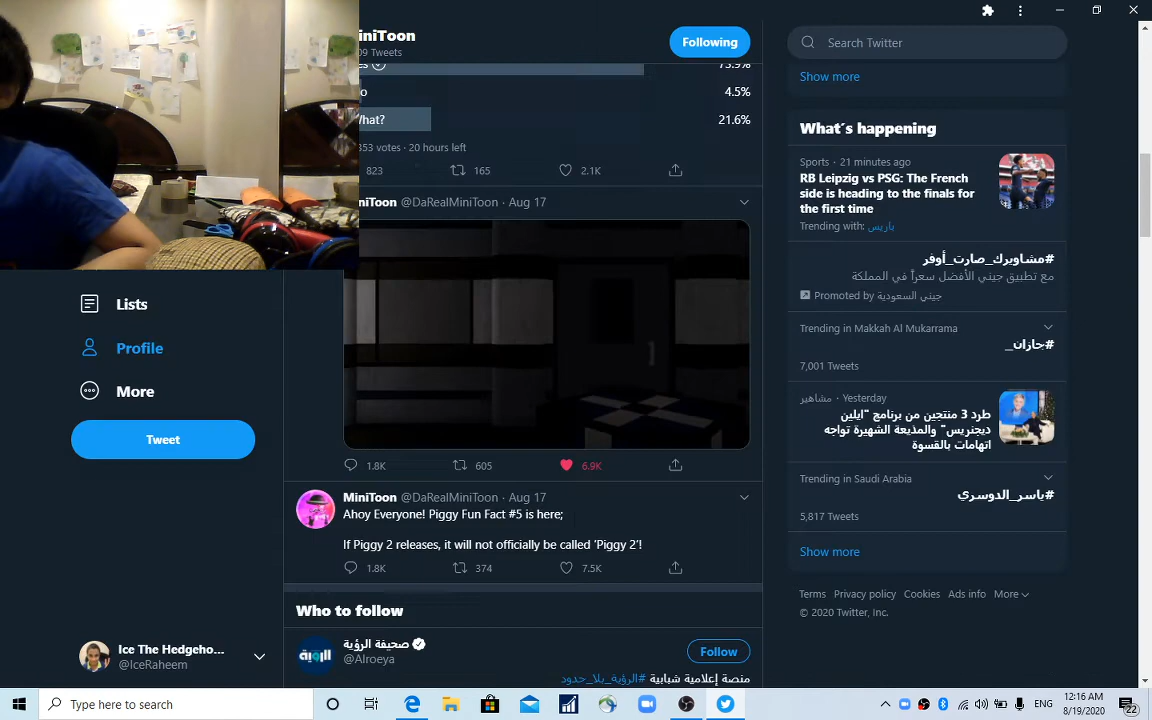 iniToon
09 Tweets
Following
Search Twitter
73.9%
4.5%
What?
21.6%
353 votes · 20 hours left
823
165
2.1K
Show more
What's happening
Sports · 21 minutes ago
RB Leipzig vs PSG: The French
side is heading to the finals for
the first time
Trending with: باريس
#مشاويرك_صارت_أوفر
مع تطبيق جيني الأفضل سعراً في المملكة
Promoted by جيني السعودية
Trending in Makkah Al Mukarrama
#جازان_
7,001 Tweets
مشاهير · Yesterday
طرد 3 منتجين من برنامج "ايلين
ديجنريس" والمذيعة الشهيرة تواجه
اتهامات بالقسوة
Trending in Saudi Arabia
#ياسر_الدوسري
5,817 Tweets
Show more
Terms Privacy policy Cookies Ads info More
© 2020 Twitter, Inc.
Lists
Profile
More
Tweet
Ice The Hedgeho...
@IceRaheem
iniToon @DaRealMiniToon · Aug 17
1.8K
605
6.9K
MiniToon @DaRealMiniToon · Aug 17
Ahoy Everyone! Piggy Fun Fact #5 is here;
If Piggy 2 releases, it will not officially be called 'Piggy 2'!
1.8K
374
7.5K
Who to follow
صحيفة الرؤية
@Alroeya
Follow
منصة إعلامية شبابية #الرؤية_بلا_حدود
Type here to search
ENG
12:16 AM
8/19/2020
22